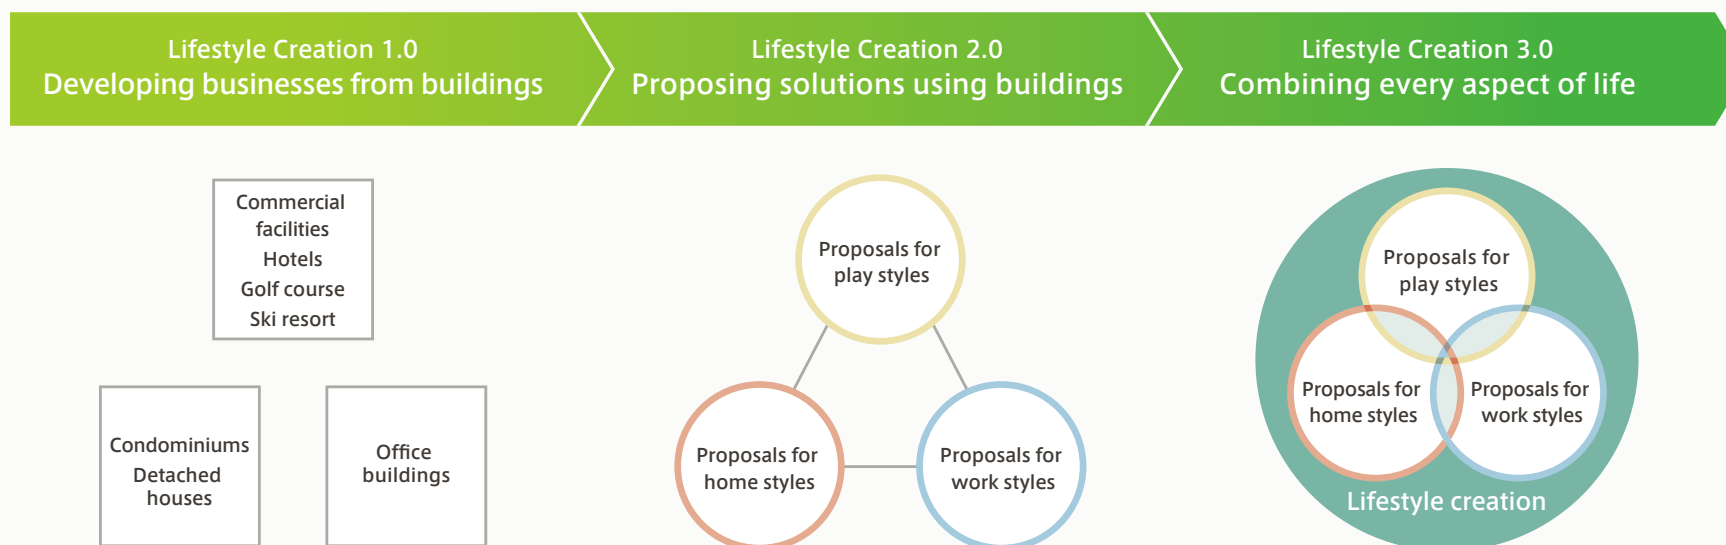 Lifestyle Creation 1.0
Developing businesses from buildings
Lifestyle Creation 2.0
Proposing solutions using buildings
Lifestyle Creation 3.0
Combining every aspect of life
Commercial
facilities
Hotels
Golf course
Ski resort
Condominiums
Detached
houses
Office
buildings
Proposals for
play styles
Proposals for
home styles
Proposals for
work styles
Proposals for
play styles
Proposals for
home styles
Proposals for
work styles
Lifestyle creation